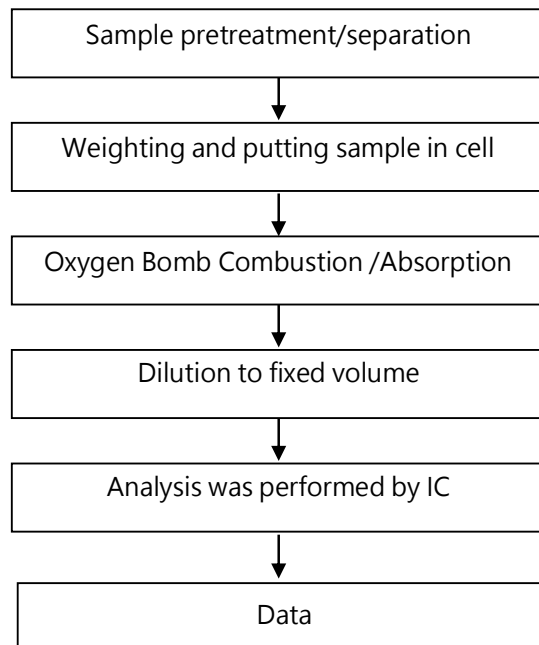 Sample pretreatment/separation
Weighting and putting sample in cell
Oxygen Bomb Combustion /Absorption
Dilution to fixed volume
Analysis was performed by IC
Data